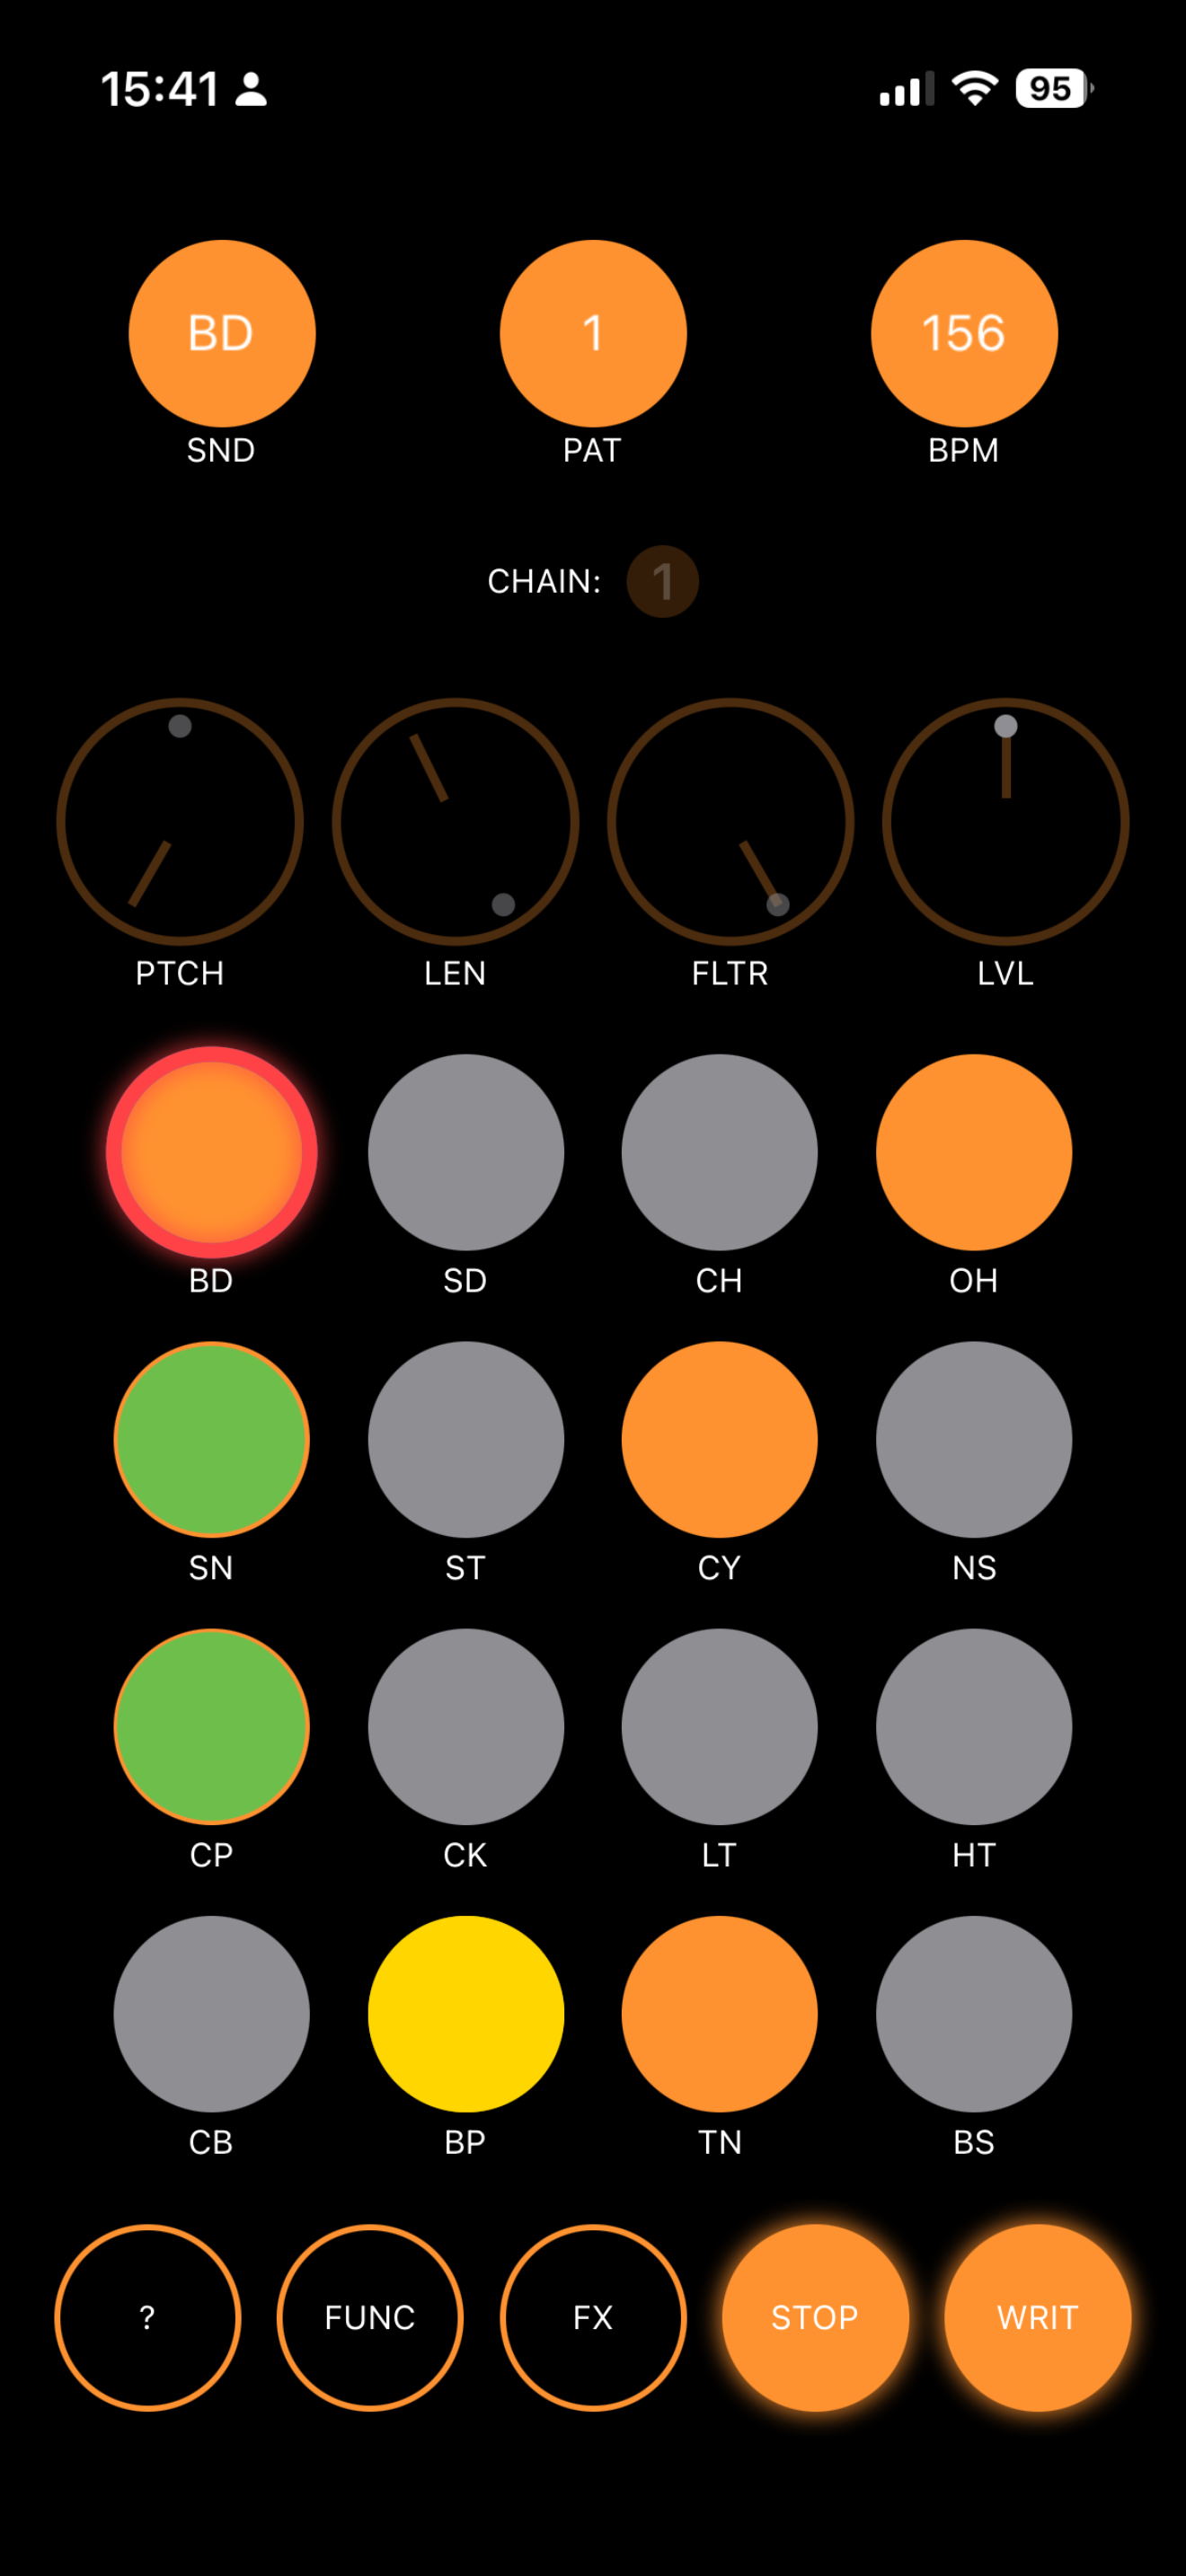 15:41 95
BD 1 156
SND PAT BPM
CHAIN: 1
PTCH LEN FLTR LVL
BD SD CH OH
SN ST CY NS
CP CK LT HT
CB BP TN BS
? FUNC FX STOP WRIT